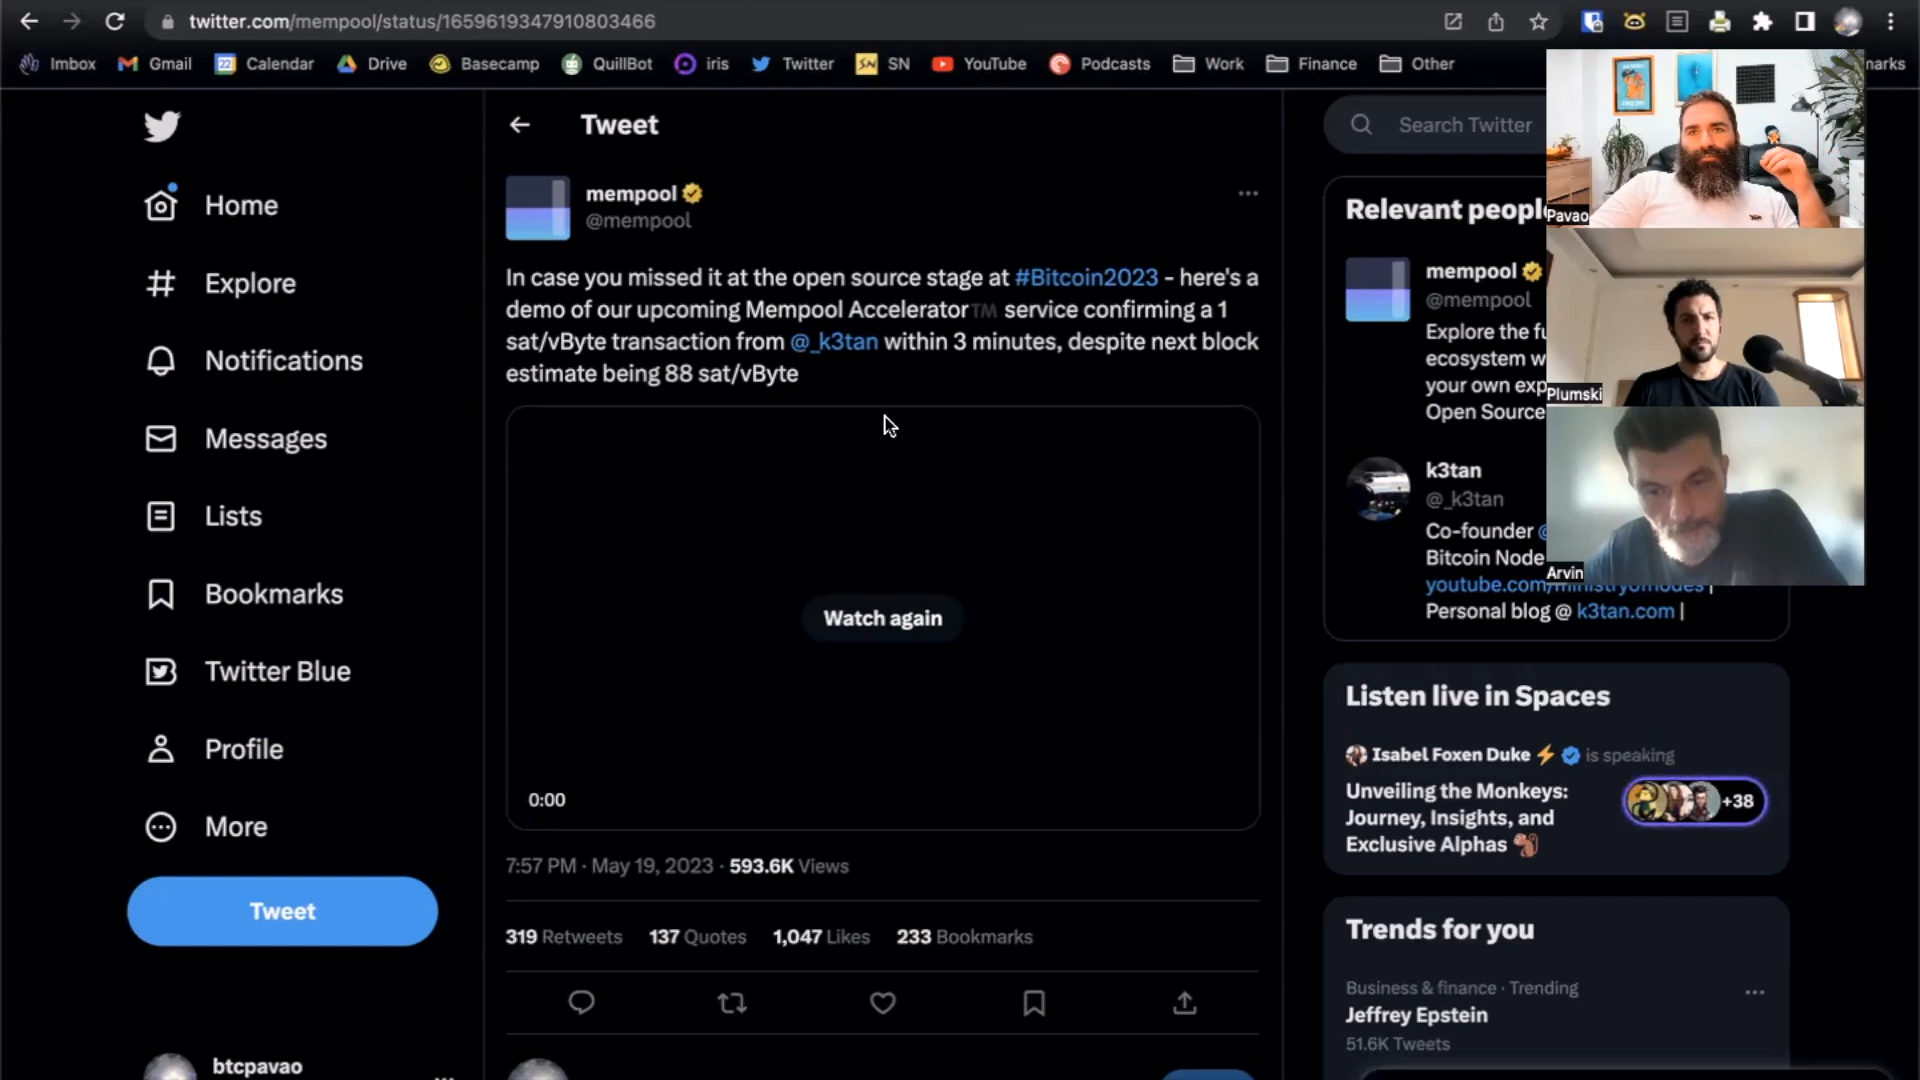 twitter.com/mempool/status/1659619347910803466
Imbox
Gmail
Calendar
Drive
Basecamp
QuillBot
iris
Twitter
SN
YouTube
Podcasts
Work
Finance
Other
marks
Home
Explore
Notifications
Messages
Lists
Bookmarks
Twitter Blue
Profile
More
Tweet
btcpavao
Tweet
mempool
@mempool
In case you missed it at the open source stage at #Bitcoin2023 - here's a
demo of our upcoming Mempool Accelerator™ service confirming a 1
sat/vByte transaction from @_k3tan within 3 minutes, despite next block
estimate being 88 sat/vByte
Watch again
0:00
7:57 PM · May 19, 2023 · 593.6K Views
319 Retweets 137 Quotes 1,047 Likes 233 Bookmarks
Search Twitter
Relevant people
mempool
@mempool
Explore the fu
ecosystem w
your own exp
Open Source
k3tan
@_k3tan
Co-founder @
Bitcoin Node
youtube.com/ministryofnodes |
Personal blog @ k3tan.com |
Pavao
Plumski
Arvin
Listen live in Spaces
Isabel Foxen Duke ⚡ is speaking
Unveiling the Monkeys:
Journey, Insights, and
Exclusive Alphas 🐒
+38
Trends for you
Business & finance · Trending
Jeffrey Epstein
51.6K Tweets